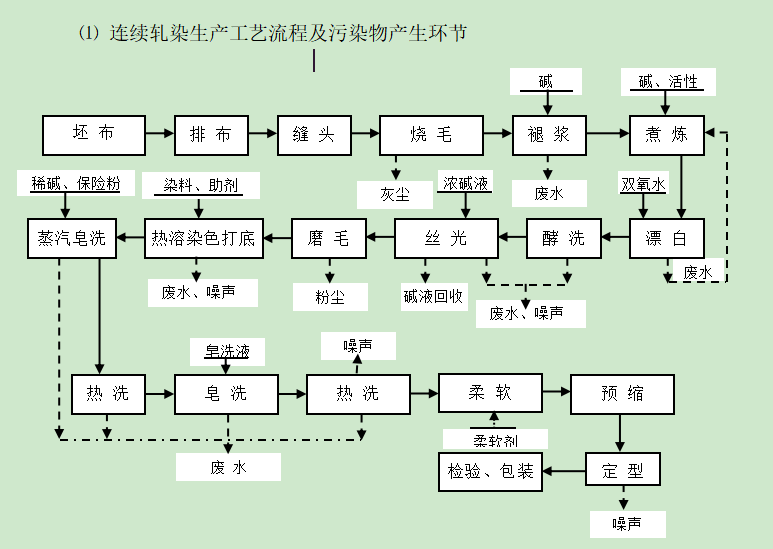 (1) 连续轧染生产工艺流程及污染物产生环节
碱
碱、活性
坯 布
排 布
缝 头
烧 毛
褪 浆
煮 炼
稀碱、保险粉
染料、助剂
灰尘
浓碱液
废水
双氧水
蒸汽皂洗
热溶染色打底
磨 毛
丝 光
酵 洗
漂 白
废水
废水、噪声
粉尘
碱液回收
废水、噪声
皂洗液
噪声
热 洗
皂 洗
热 洗
柔 软
预 缩
柔软剂
废 水
检验、包装
定 型
噪声